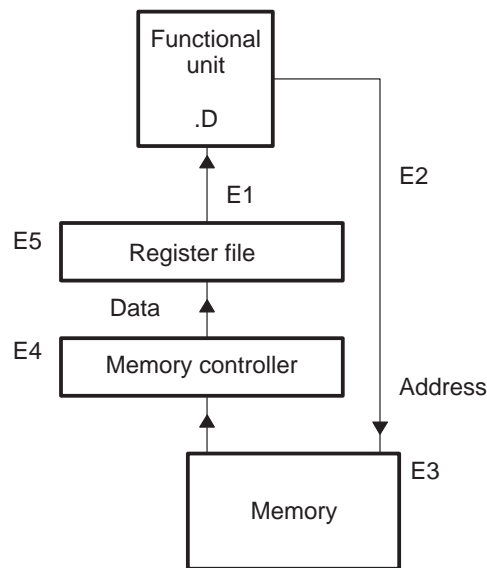 Functional
unit
.D
E2
E1
E5
Register file
Data
E4
Memory controller
Address
E3
Memory